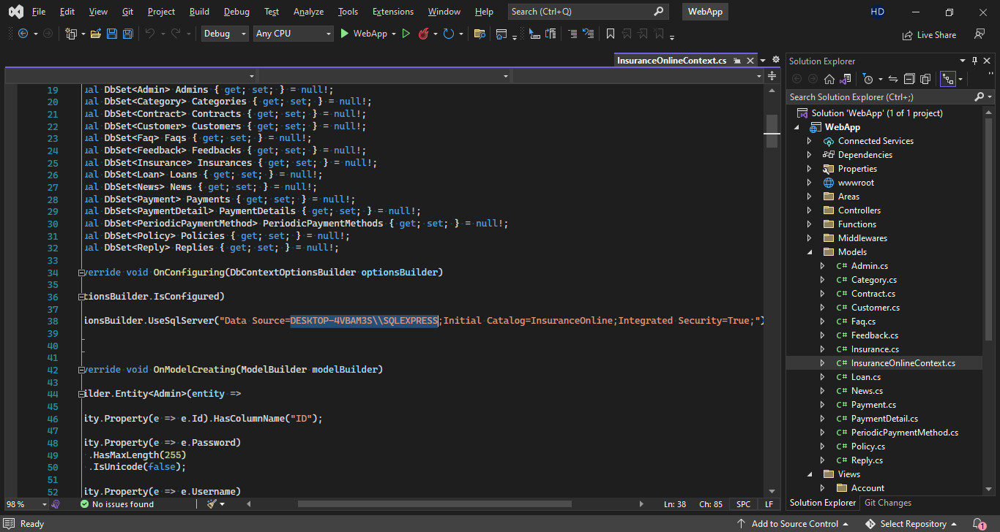 File Edit View Git Project Build Debug Test Analyze Tools Extensions Window Help Search (Ctrl+Q) WebApp HD
Debug Any CPU WebApp Live Share
InsuranceOnlineContext.cs
19 ual DbSet<Admin> Admins { get; set; } = null!;
20 ual DbSet<Category> Categories { get; set; } = null!;
21 ual DbSet<Contract> Contracts { get; set; } = null!;
22 ual DbSet<Customer> Customers { get; set; } = null!;
23 ual DbSet<Faq> Faqs { get; set; } = null!;
24 ual DbSet<Feedback> Feedbacks { get; set; } = null!;
25 ual DbSet<Insurance> Insurances { get; set; } = null!;
26 ual DbSet<Loan> Loans { get; set; } = null!;
27 ual DbSet<News> News { get; set; } = null!;
28 ual DbSet<Payment> Payments { get; set; } = null!;
29 ual DbSet<PaymentDetail> PaymentDetails { get; set; } = null!;
30 ual DbSet<PeriodicPaymentMethod> PeriodicPaymentMethods { get; set; } = null!;
31 ual DbSet<Policy> Policies { get; set; } = null!;
32 ual DbSet<Reply> Replies { get; set; } = null!;
33
34 verride void OnConfiguring(DbContextOptionsBuilder optionsBuilder)
35
36 tionsBuilder.IsConfigured)
37
38 ionsBuilder.UseSqlServer("Data Source=DESKTOP-4VBAM3S\\SQLEXPRESS;Initial Catalog=InsuranceOnline;Integrated Security=True;")
39
40
41
42 verride void OnModelCreating(ModelBuilder modelBuilder)
43
44 ilder.Entity<Admin>(entity =>
45
46 ity.Property(e => e.Id).HasColumnName("ID");
47
48 ity.Property(e => e.Password)
49 .HasMaxLength(255)
50 .IsUnicode(false);
51
52 ity.Property(e => e.Username)
98 % No issues found Ln: 38 Ch: 85 SPC LF
Solution Explorer
Search Solution Explorer (Ctrl+;)
Solution 'WebApp' (1 of 1 project)
WebApp
Connected Services
Dependencies
Properties
wwwroot
Areas
Controllers
Functions
Middlewares
Models
C# Admin.cs
C# Category.cs
C# Contract.cs
C# Customer.cs
C# Faq.cs
C# Feedback.cs
C# Insurance.cs
C# InsuranceOnlineContext.cs
C# Loan.cs
C# News.cs
C# Payment.cs
C# PaymentDetail.cs
C# PeriodicPaymentMethod.cs
C# Policy.cs
C# Reply.cs
Views
Account
Solution Explorer Git Changes
Ready Add to Source Control Select Repository 1